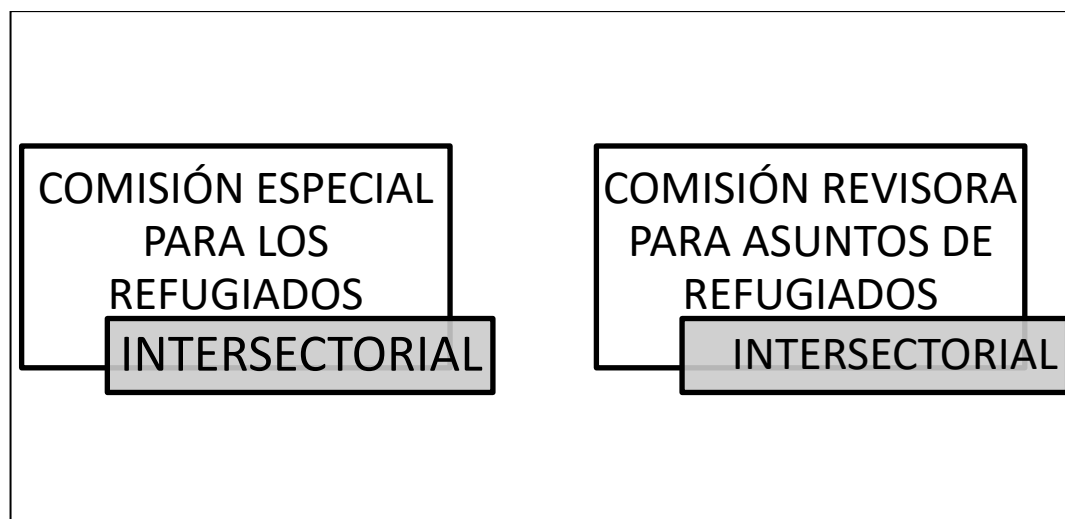 COMISIÓN ESPECIAL
PARA LOS
REFUGIADOS
INTERSECTORIAL
COMISIÓN REVISORA
PARA ASUNTOS DE
REFUGIADOS
INTERSECTORIAL